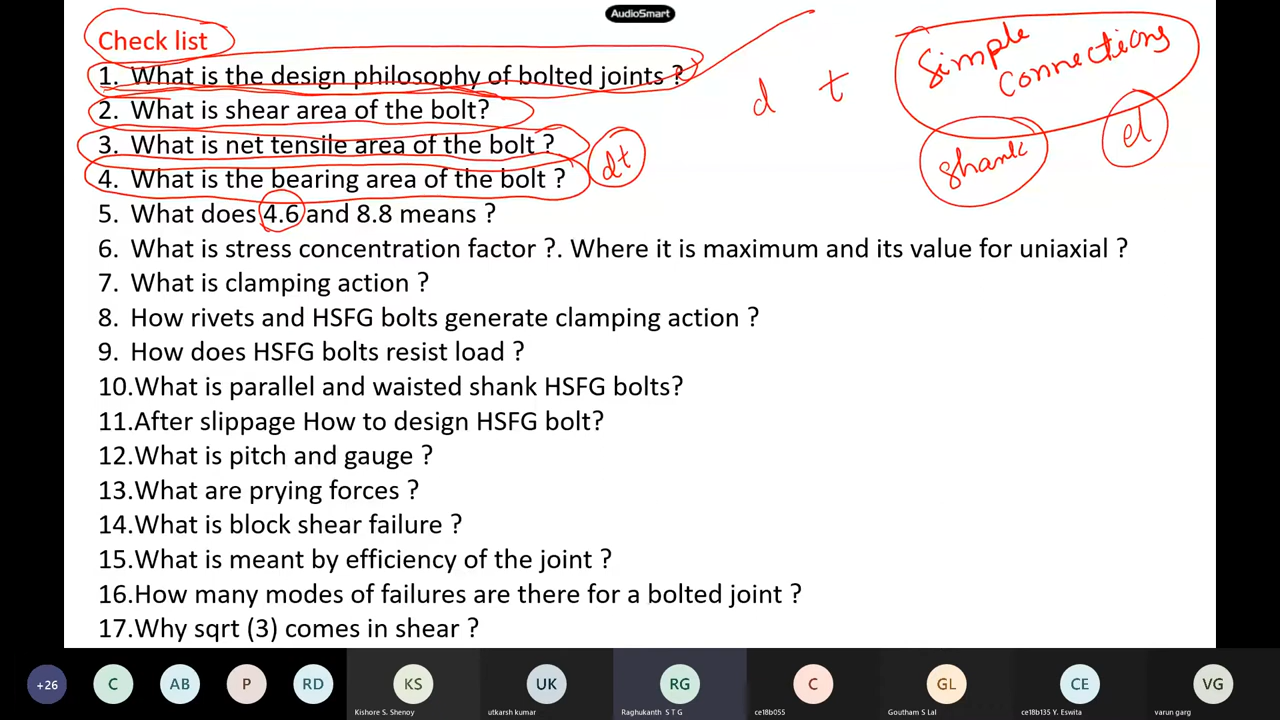 AudioSmart
Check list
1. What is the design philosophy of bolted joints ?
2. What is shear area of the bolt?
3. What is net tensile area of the bolt ?
4. What is the bearing area of the bolt ?
5. What does 4.6 and 8.8 means ?
6. What is stress concentration factor ?. Where it is maximum and its value for uniaxial ?
7. What is clamping action ?
8. How rivets and HSFG bolts generate clamping action ?
9. How does HSFG bolts resist load ?
10.What is parallel and waisted shank HSFG bolts?
11.After slippage How to design HSFG bolt?
12.What is pitch and gauge ?
13.What are prying forces ?
14.What is block shear failure ?
15.What is meant by efficiency of the joint ?
16.How many modes of failures are there for a bolted joint ?
17.Why sqrt (3) comes in shear ?
d t
Simple
Connections
shank
dt
+26 C AB P RD KS UK RG C GL CE VG
Kishore S. Shenoy utkarsh kumar Raghukanth S T G ce18b055 Goutham S Lal ce18b135 Y. Eswita varun garg